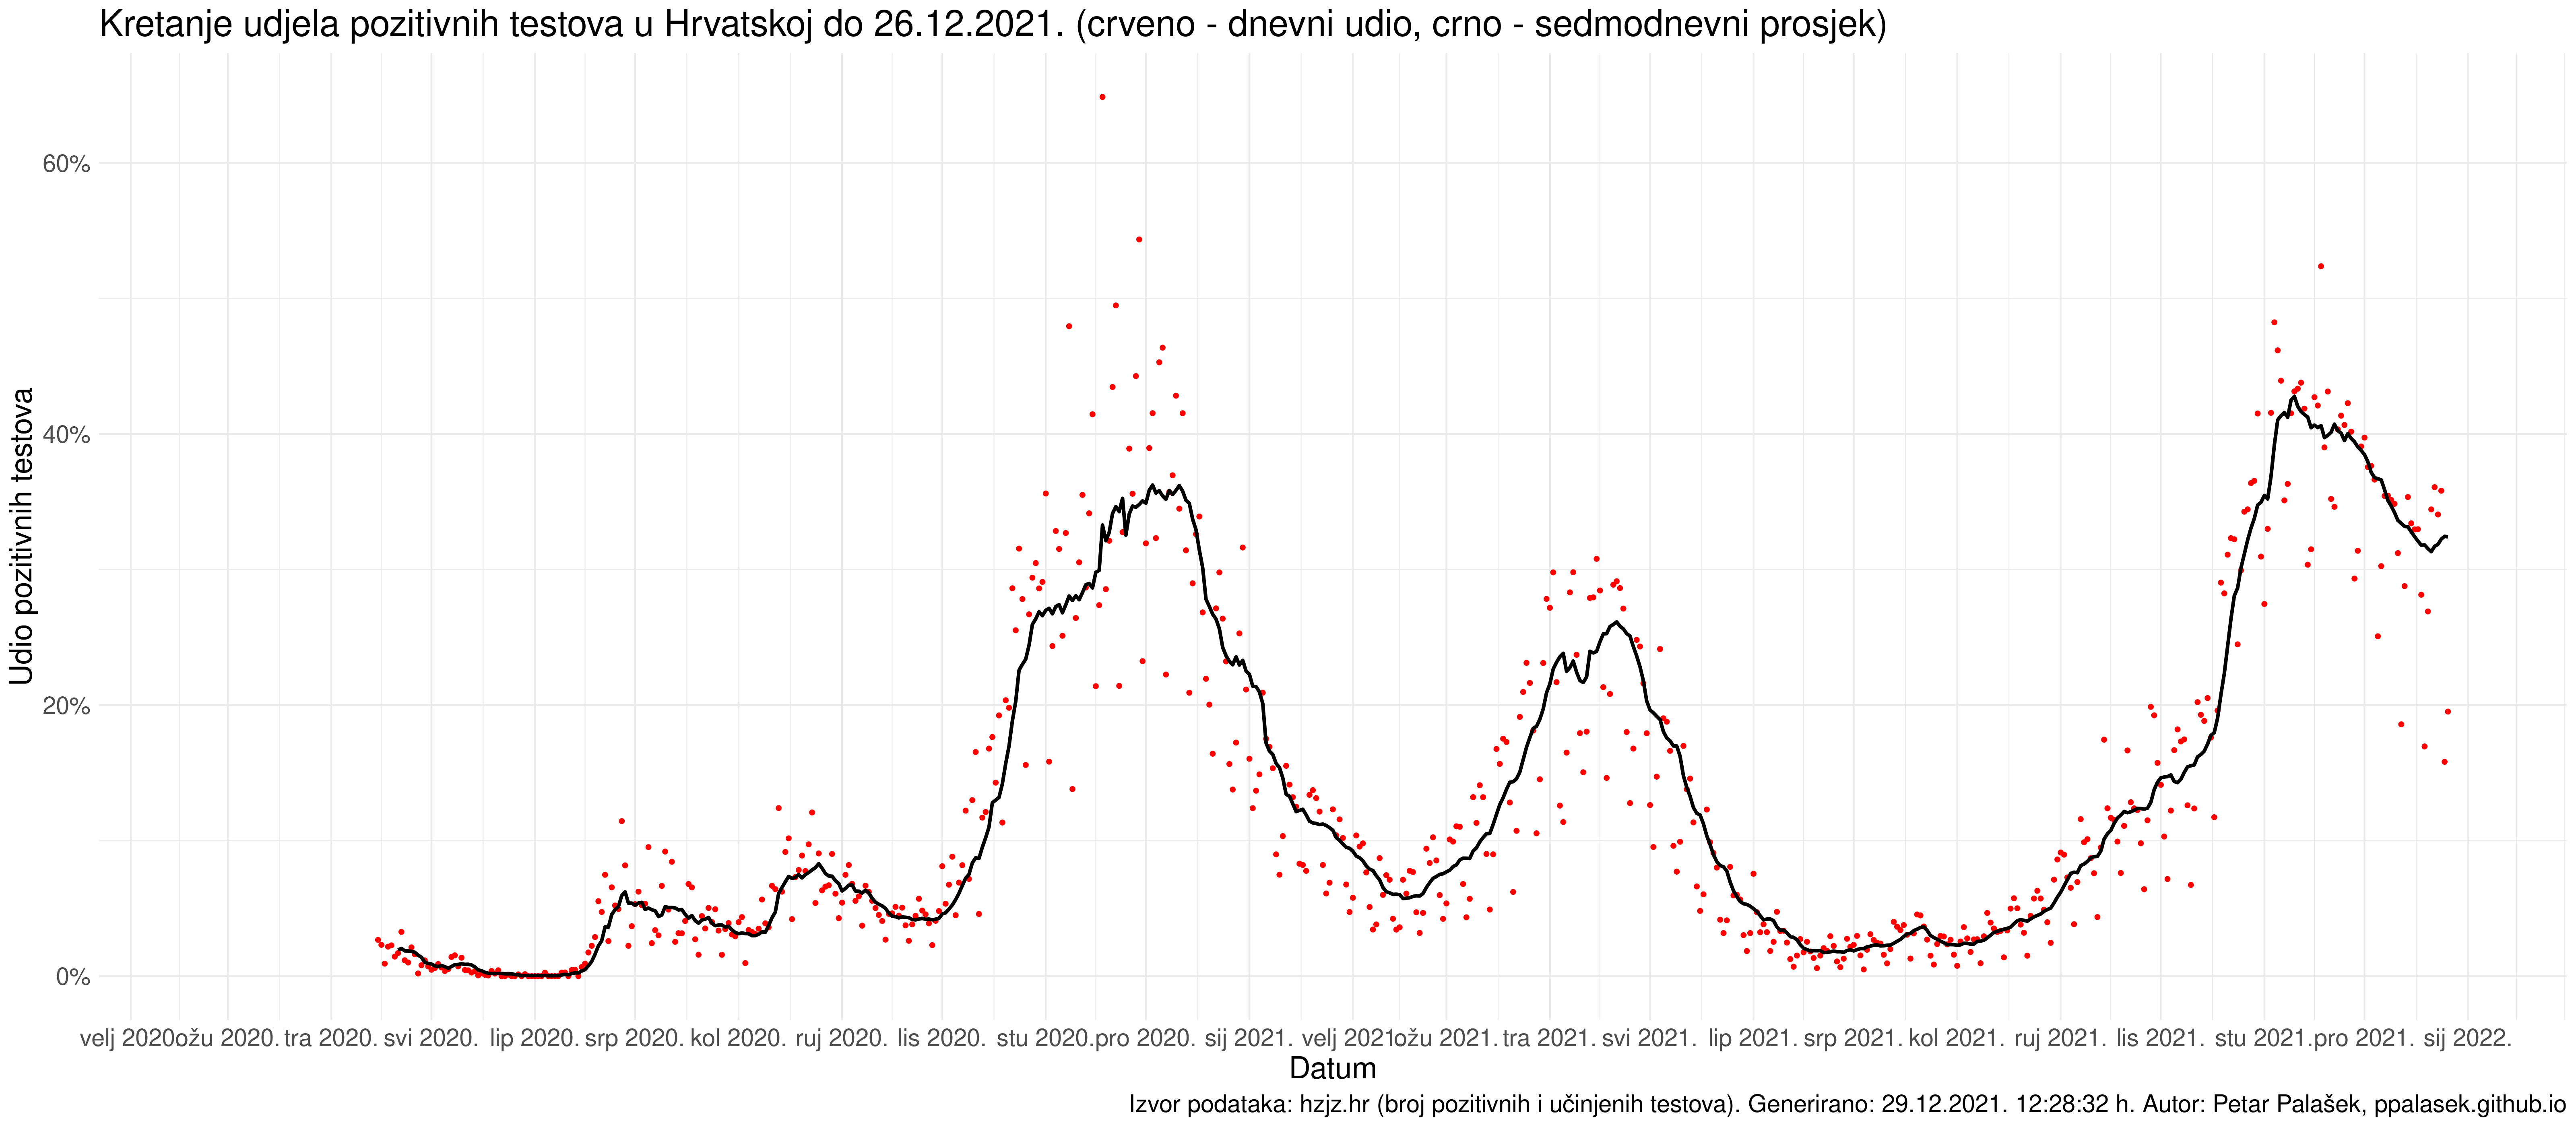 Kretanje udjela pozitivnih testova u Hrvatskoj do 26.12.2021. (crveno - dnevni udio, crno - sedmodnevni prosjek)
Udio pozitivnih testova
60%
40%
20%
0%
velj 2020. ožu 2020. tra 2020. svi 2020. lip 2020. srp 2020. kol 2020. ruj 2020. lis 2020. stu 2020. pro 2020. sij 2021. velj 2021. ožu 2021. tra 2021. svi 2021. lip 2021. srp 2021. kol 2021. ruj 2021. lis 2021. stu 2021. pro 2021. sij 2022.
Datum
Izvor podataka: hzjz.hr (broj pozitivnih i učinjenih testova). Generirano: 29.12.2021. 12:28:32 h. Autor: Petar Palašek, ppalasek.github.io